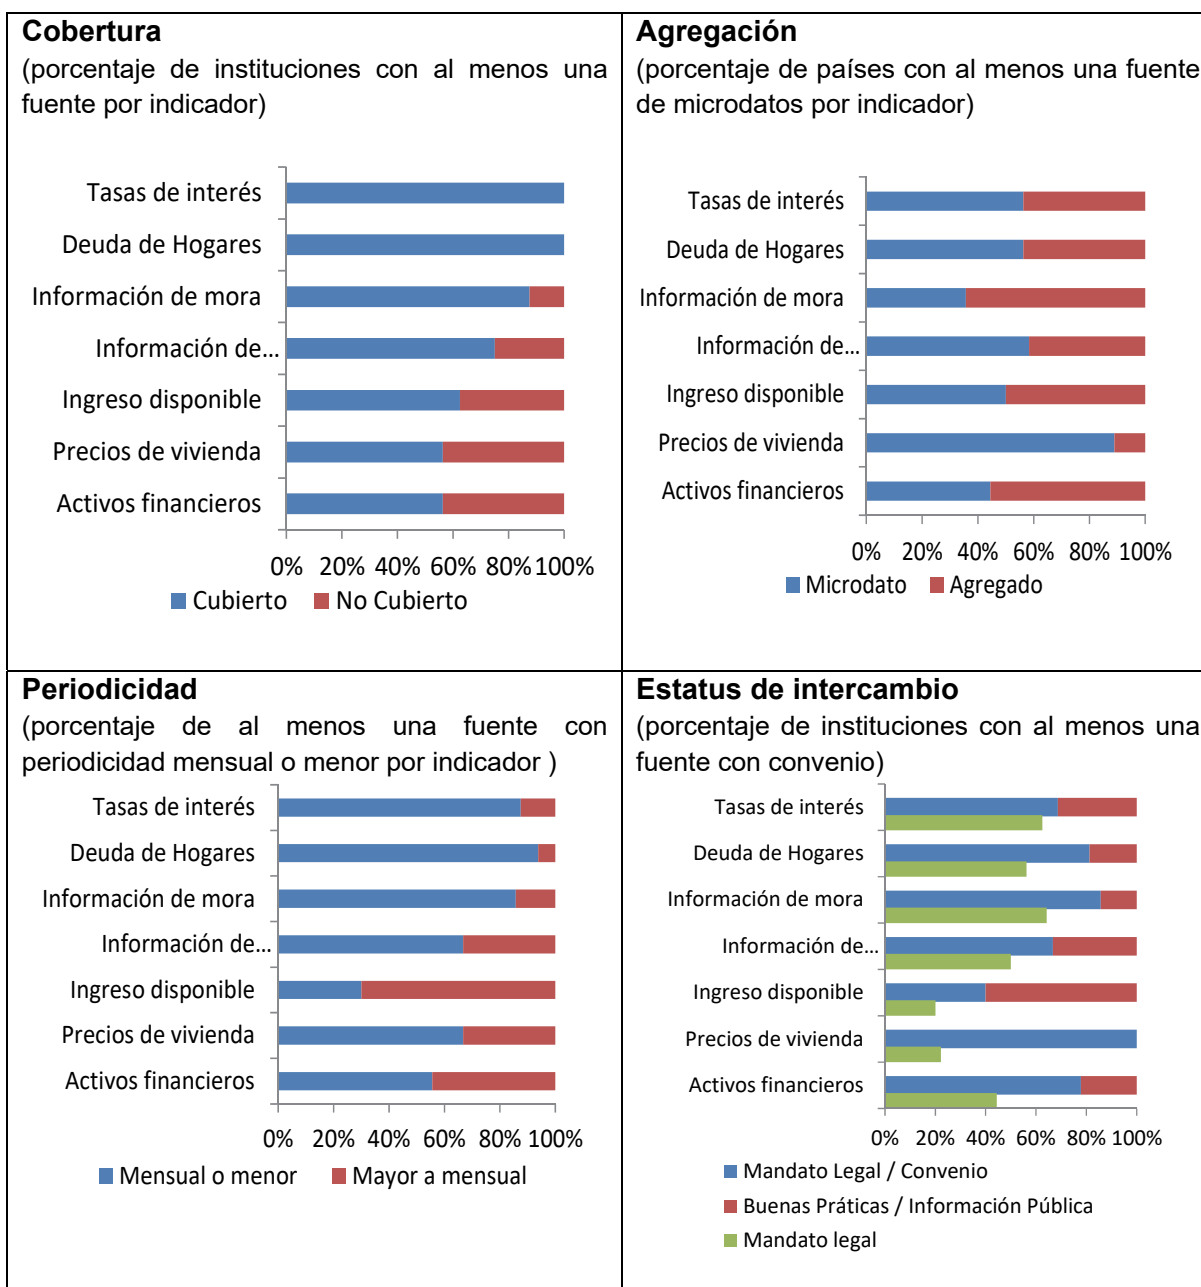 Cobertura
(porcentaje de instituciones con al menos una
fuente por indicador)
Tasas de interés
Deuda de Hogares
Información de mora
Información de...
Ingreso disponible
Precios de vivienda
Activos financieros
0% 20% 40% 60% 80% 100%
Cubierto No Cubierto
Agregación
(porcentaje de países con al menos una fuente
de microdatos por indicador)
Tasas de interés
Deuda de Hogares
Información de mora
Información de...
Ingreso disponible
Precios de vivienda
Activos financieros
0% 20% 40% 60% 80% 100%
Microdato Agregado
Periodicidad
(porcentaje de al menos una fuente con
periodicidad mensual o menor por indicador )
Tasas de interés
Deuda de Hogares
Información de mora
Información de...
Ingreso disponible
Precios de vivienda
Activos financieros
0% 20% 40% 60% 80% 100%
Mensual o menor Mayor a mensual
Estatus de intercambio
(porcentaje de instituciones con al menos una
fuente con convenio)
Tasas de interés
Deuda de Hogares
Información de mora
Información de...
Ingreso disponible
Precios de vivienda
Activos financieros
0% 20% 40% 60% 80% 100%
Mandato Legal / Convenio
Buenas Práticas / Información Pública
Mandato legal